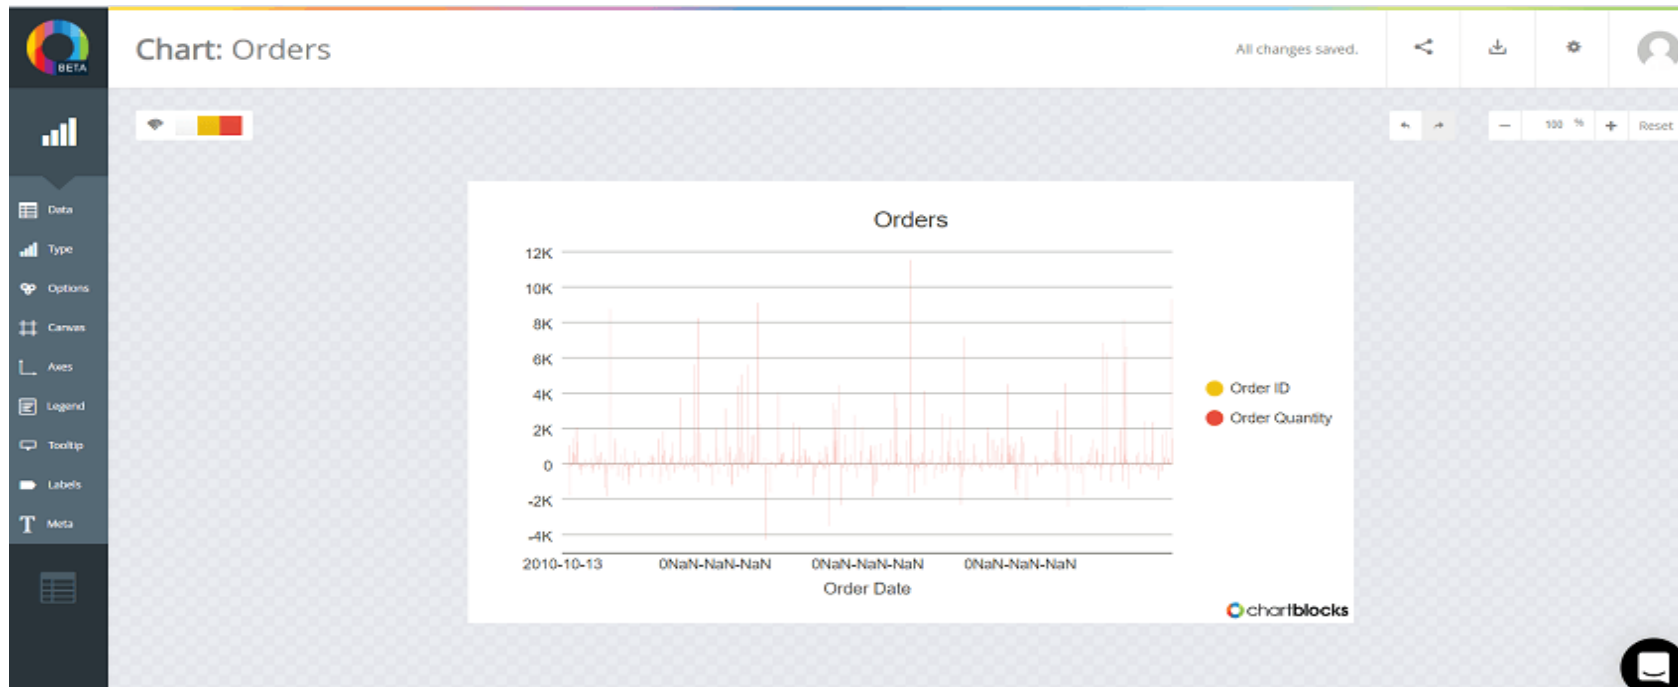 BETA
Chart: Orders
All changes saved.
100 %
Reset
Data
Type
Options
Canvas
Axes
Legend
Tooltip
Labels
T Meta
Orders
12K
10K
8K
6K
4K
2K
0
-2K
-4K
2010-10-13 0NaN-NaN-NaN 0NaN-NaN-NaN 0NaN-NaN-NaN
Order Date
Order ID
Order Quantity
chartblocks